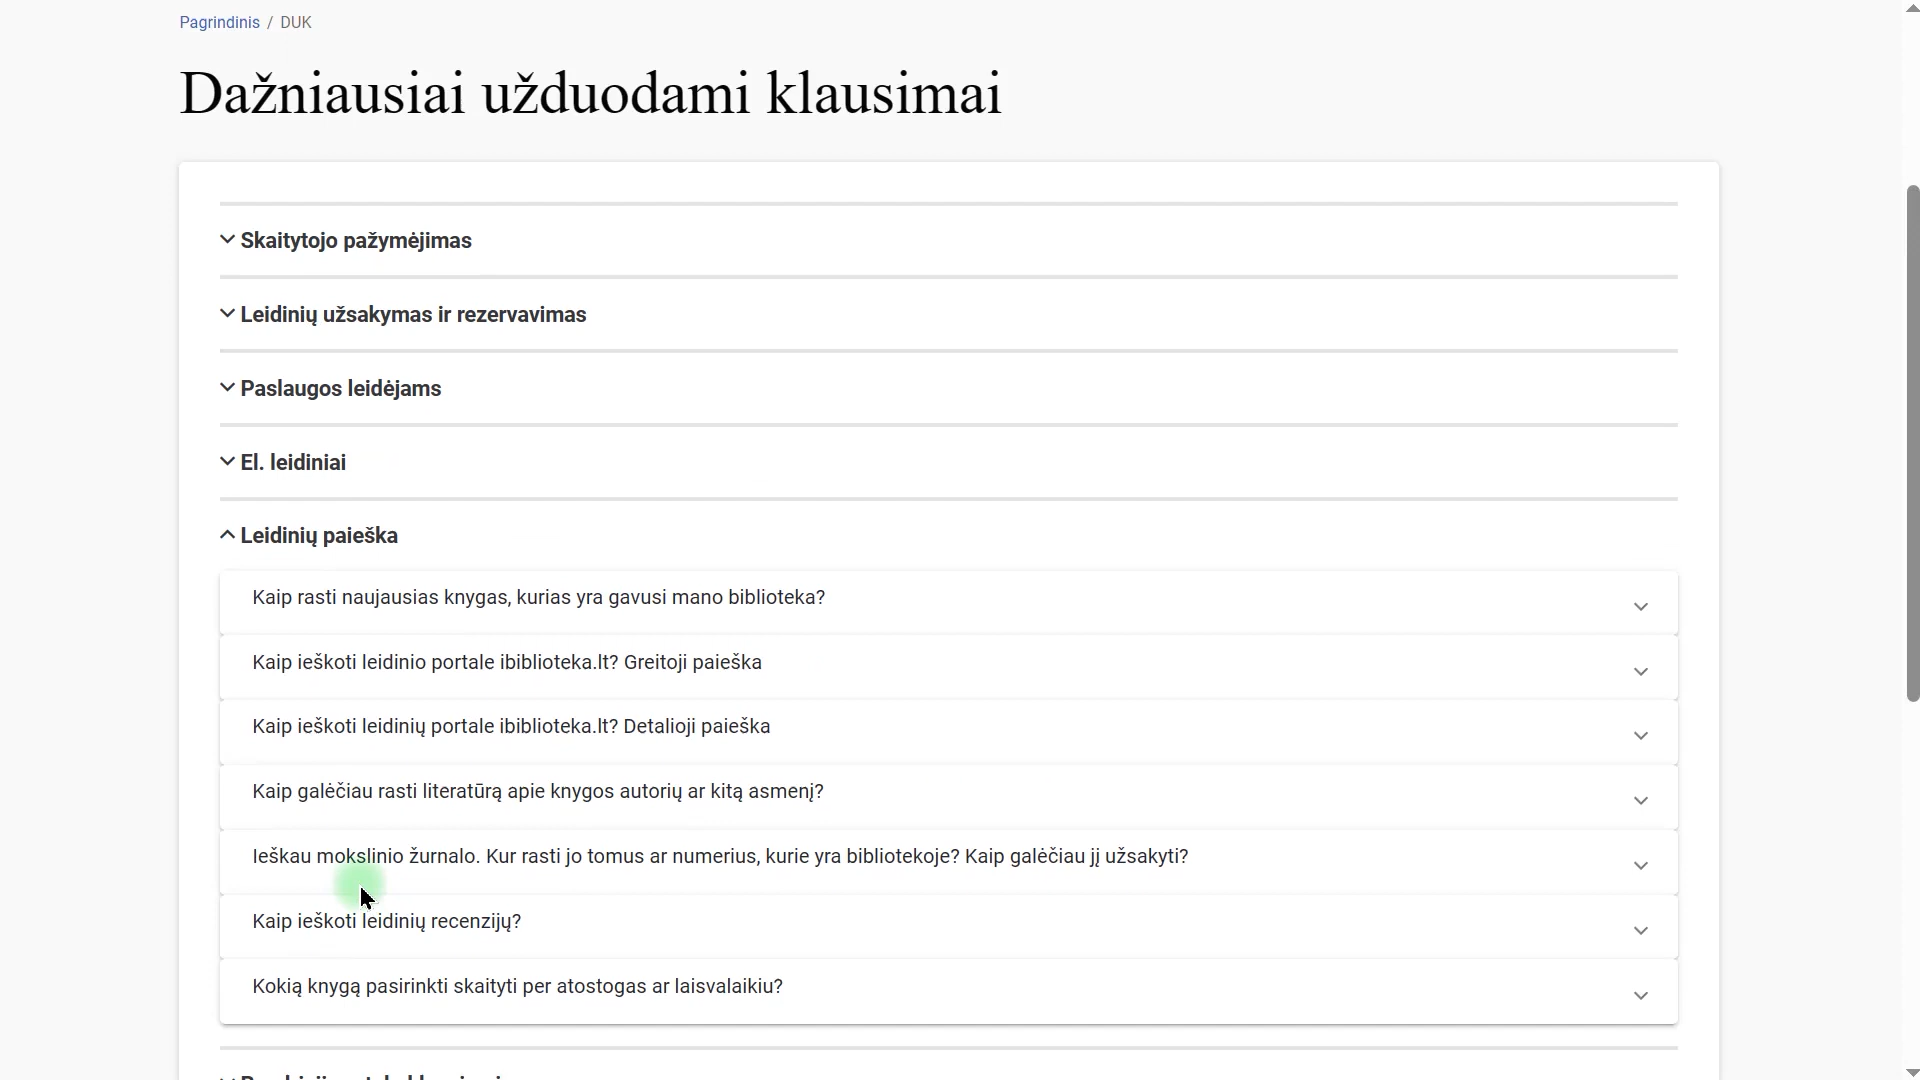 Pagrindinis / DUK
Dažniausiai užduodami klausimai
Skaitytojo pažymėjimas
Leidinių užsakymas ir rezervavimas
Paslaugos leidėjams
El. leidiniai
Leidinių paieška
Kaip rasti naujausias knygas, kurias yra gavusi mano biblioteka?
Kaip ieškoti leidinio portale ibiblioteka.lt? Greitoji paieška
Kaip ieškoti leidinių portale ibiblioteka.lt? Detalioji paieška
Kaip galėčiau rasti literatūrą apie knygos autorių ar kitą asmenį?
Ieškau mokslinio žurnalo. Kur rasti jo tomus ar numerius, kurie yra bibliotekoje? Kaip galėčiau jį užsakyti?
Kaip ieškoti leidinių recenzijų?
Kokią knygą pasirinkti skaityti per atostogas ar laisvalaikiu?